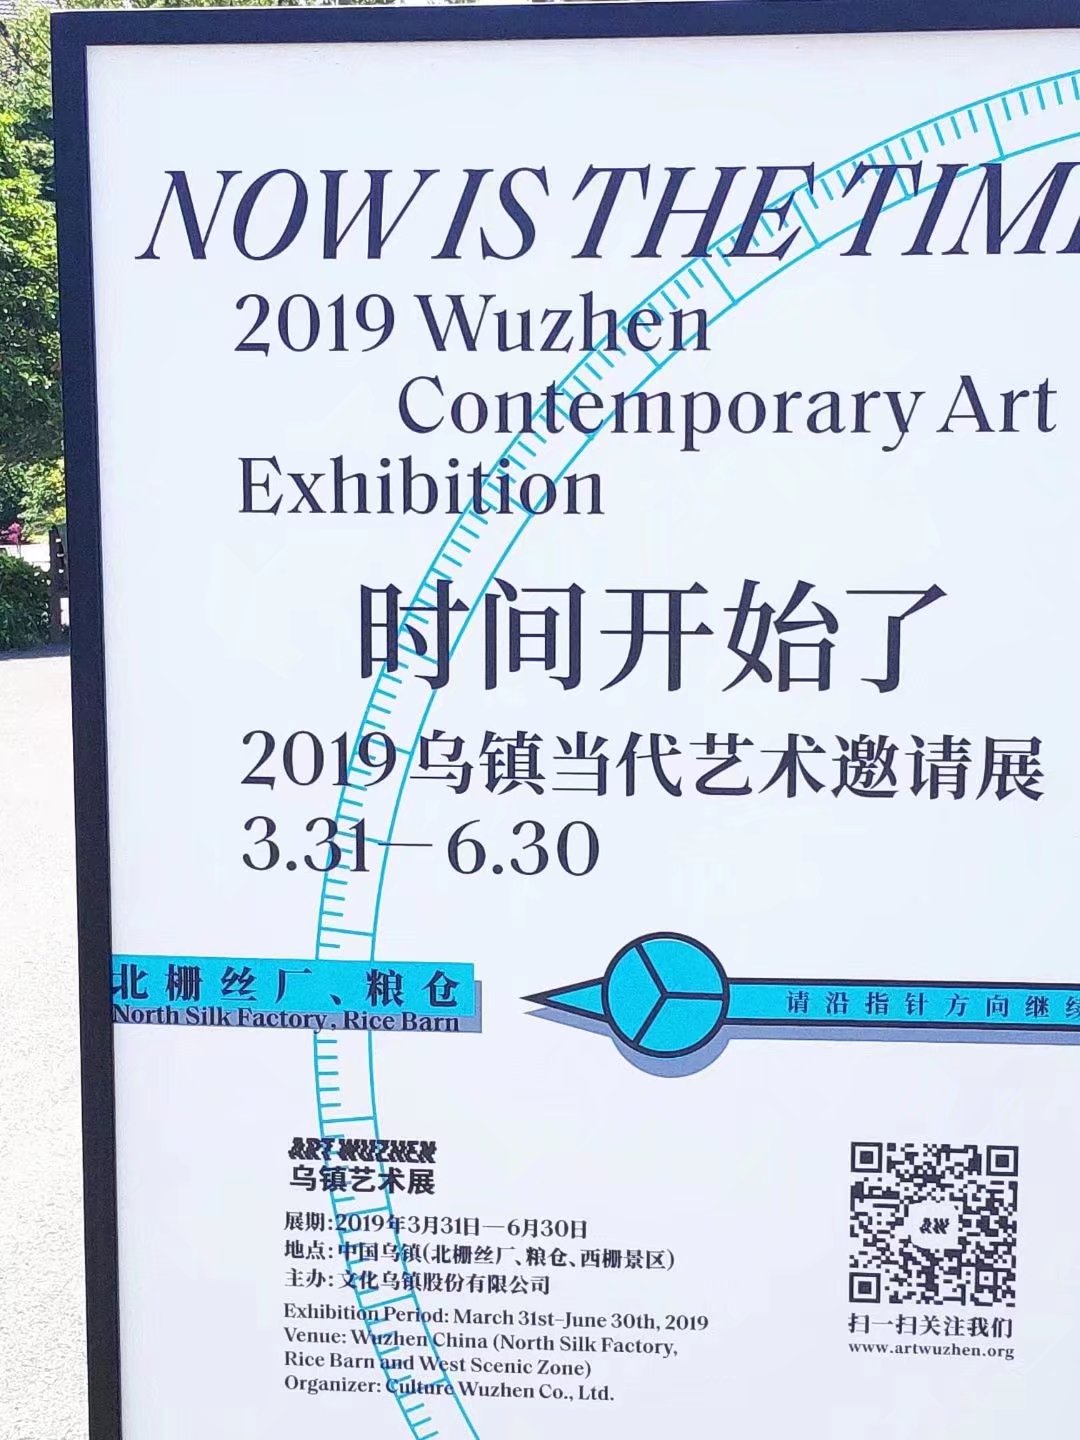 NOW IS THE TIME
2019 Wuzhen
Contemporary Art
Exhibition
时间开始了
2019乌镇当代艺术邀请展
3.31—6.30
北栅丝厂、粮仓
North Silk Factory, Rice Barn
请沿指针方向继续
ART WUZHEN
乌镇艺术展
展期:2019年3月31日—6月30日
地点:中国乌镇(北栅丝厂、粮仓、西栅景区)
主办:文化乌镇股份有限公司
Exhibition Period: March 31st–June 30th, 2019
Venue: Wuzhen China (North Silk Factory,
Rice Barn and West Scenic Zone)
Organizer: Culture Wuzhen Co., Ltd.
AW
扫一扫关注我们
www.artwuzhen.org